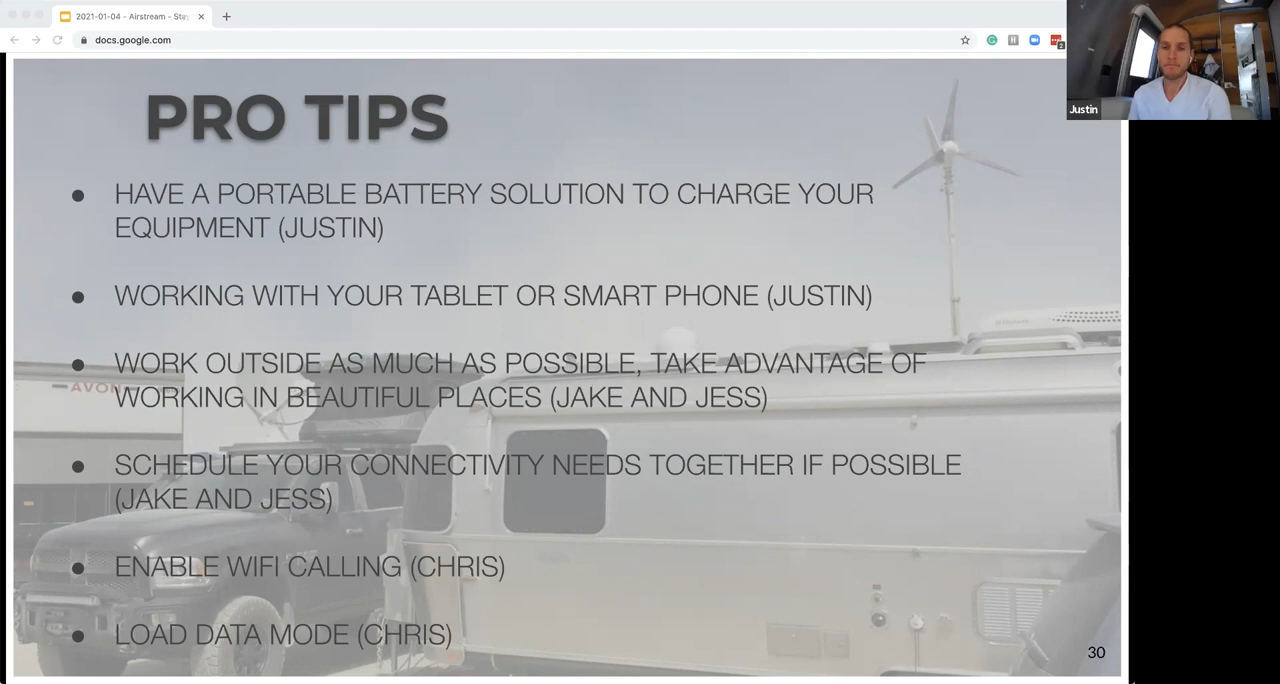 2021-01-04 - Airstream - Stay
docs.google.com
2
Justin
PRO TIPS
HAVE A PORTABLE BATTERY SOLUTION TO CHARGE YOUR
EQUIPMENT (JUSTIN)
WORKING WITH YOUR TABLET OR SMART PHONE (JUSTIN)
WORK OUTSIDE AS MUCH AS POSSIBLE, TAKE ADVANTAGE OF
WORKING IN BEAUTIFUL PLACES (JAKE AND JESS)
AVON
SCHEDULE YOUR CONNECTIVITY NEEDS TOGETHER IF POSSIBLE
(JAKE AND JESS)
ENABLE WIFI CALLING (CHRIS)
LOAD DATA MODE (CHRIS)
30